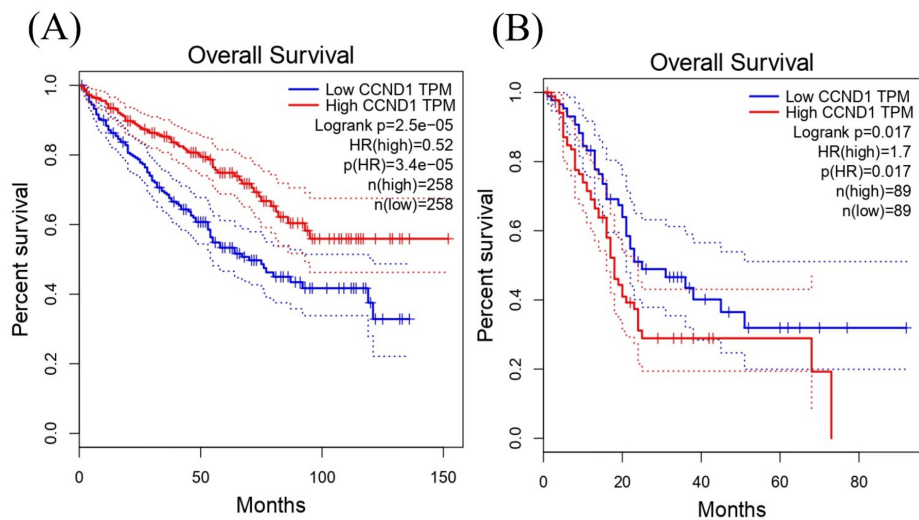 (A)
Overall Survival
Low CCND1 TPM
High CCND1 TPM
Logrank p=2.5e−05
HR(high)=0.52
p(HR)=3.4e−05
n(high)=258
n(low)=258
Percent survival
1.0
0.8
0.6
0.4
0.2
0.0
0
50
100
150
Months
(B)
Overall Survival
Low CCND1 TPM
High CCND1 TPM
Logrank p=0.017
HR(high)=1.7
p(HR)=0.017
n(high)=89
n(low)=89
Percent survival
1.0
0.8
0.6
0.4
0.2
0.0
0
20
40
60
80
Months